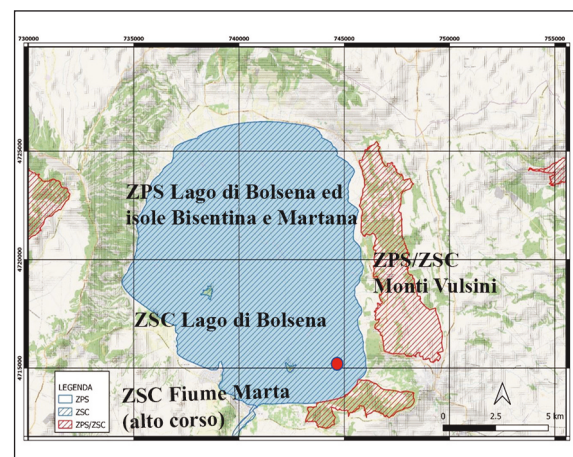 730000
735000
740000
745000
750000
755000
4725000
4720000
4715000
ZPS Lago di Bolsena ed
isole Bisentina e Martana
ZPS/ZSC
Monti Vulsini
ZSC Lago di Bolsena
ZSC Fiume Marta
(alto corso)
LEGENDA
ZPS
ZSC
ZPS/ZSC
0 2.5 5 km